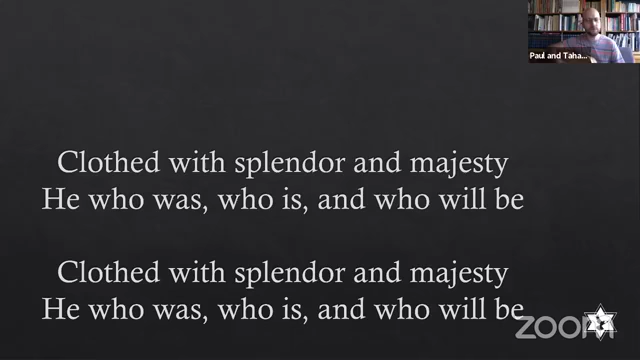 Paul and Taha...
Clothed with splendor and majesty
He who was, who is, and who will be
Clothed with splendor and majesty
He who was, who is, and who will be
zoom